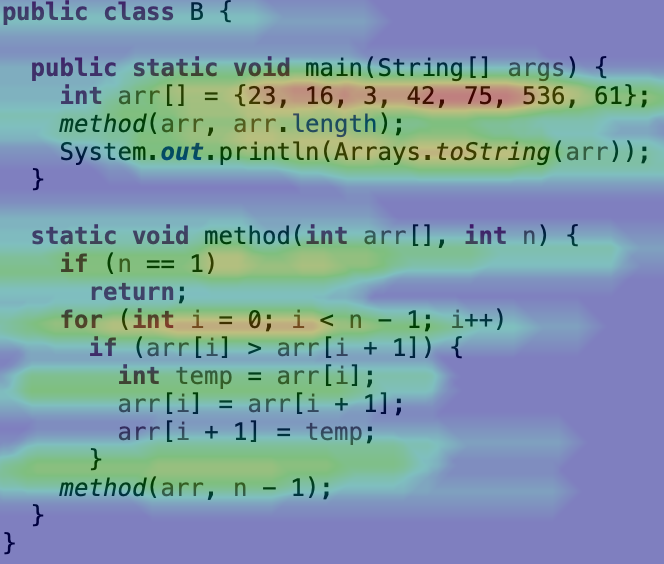 public class B {
  public static void main(String[] args) {
    int arr[] = {23, 16, 3, 42, 75, 536, 61};
    method(arr, arr.length);
    System.out.println(Arrays.toString(arr));
  }
  static void method(int arr[], int n) {
    if (n == 1)
      return;
    for (int i = 0; i < n - 1; i++)
      if (arr[i] > arr[i + 1]) {
        int temp = arr[i];
        arr[i] = arr[i + 1];
        arr[i + 1] = temp;
      }
    method(arr, n - 1);
  }
}